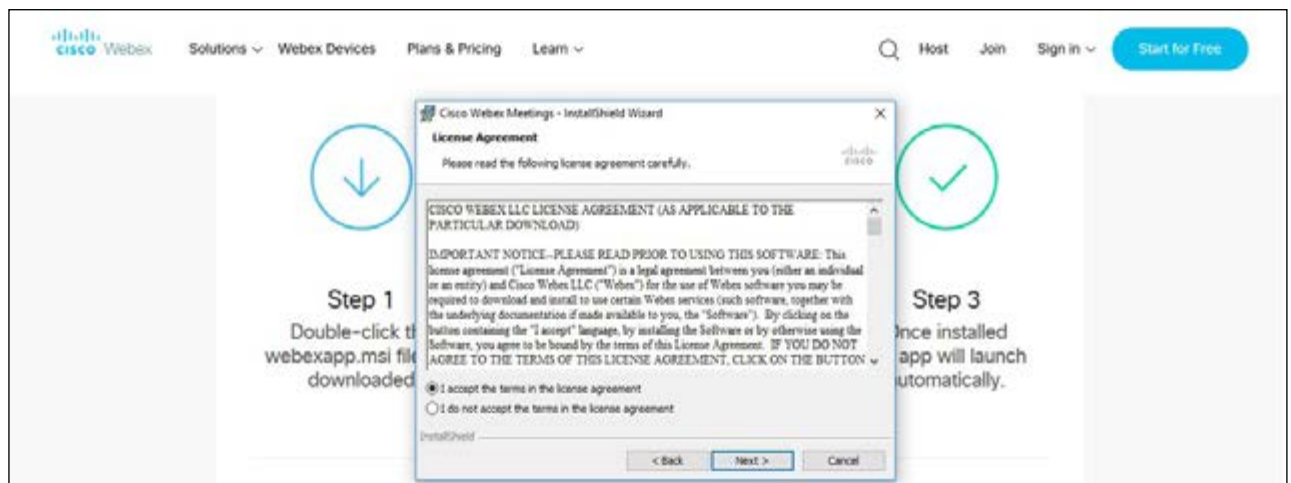 CISCO Webex Solutions Webex Devices Plans & Pricing Learn Host Join Sign in Start for Free
Cisco Webex Meetings - InstallShield Wizard
License Agreement
Please read the following license agreement carefully.
CISCO
CISCO WEBEX LLC LICENSE AGREEMENT (AS APPLICABLE TO THE
PARTICULAR DOWNLOAD)
IMPORTANT NOTICE--PLEASE READ PRIOR TO USING THIS SOFTWARE: This
license agreement ("License Agreement") is a legal agreement between you (either an individual
or an entity) and Cisco Webex LLC ("Webex") for the use of Webex software you may be
required to download and install to use certain Webex services (such software, together with
the underlying documentation if made available to you, the "Software"). By clicking on the
button containing the "I accept" language, by installing the Software or by otherwise using the
Software, you agree to be bound by the terms of this License Agreement. IF YOU DO NOT
AGREE TO THE TERMS OF THIS LICENSE AGREEMENT, CLICK ON THE BUTTON
I accept the terms in the license agreement
I do not accept the terms in the license agreement
InstallShield
< Back Next > Cancel
Step 1
Double-click
webexapp.msi
downloaded
Step 3
Once installed
app will launch
automatically.